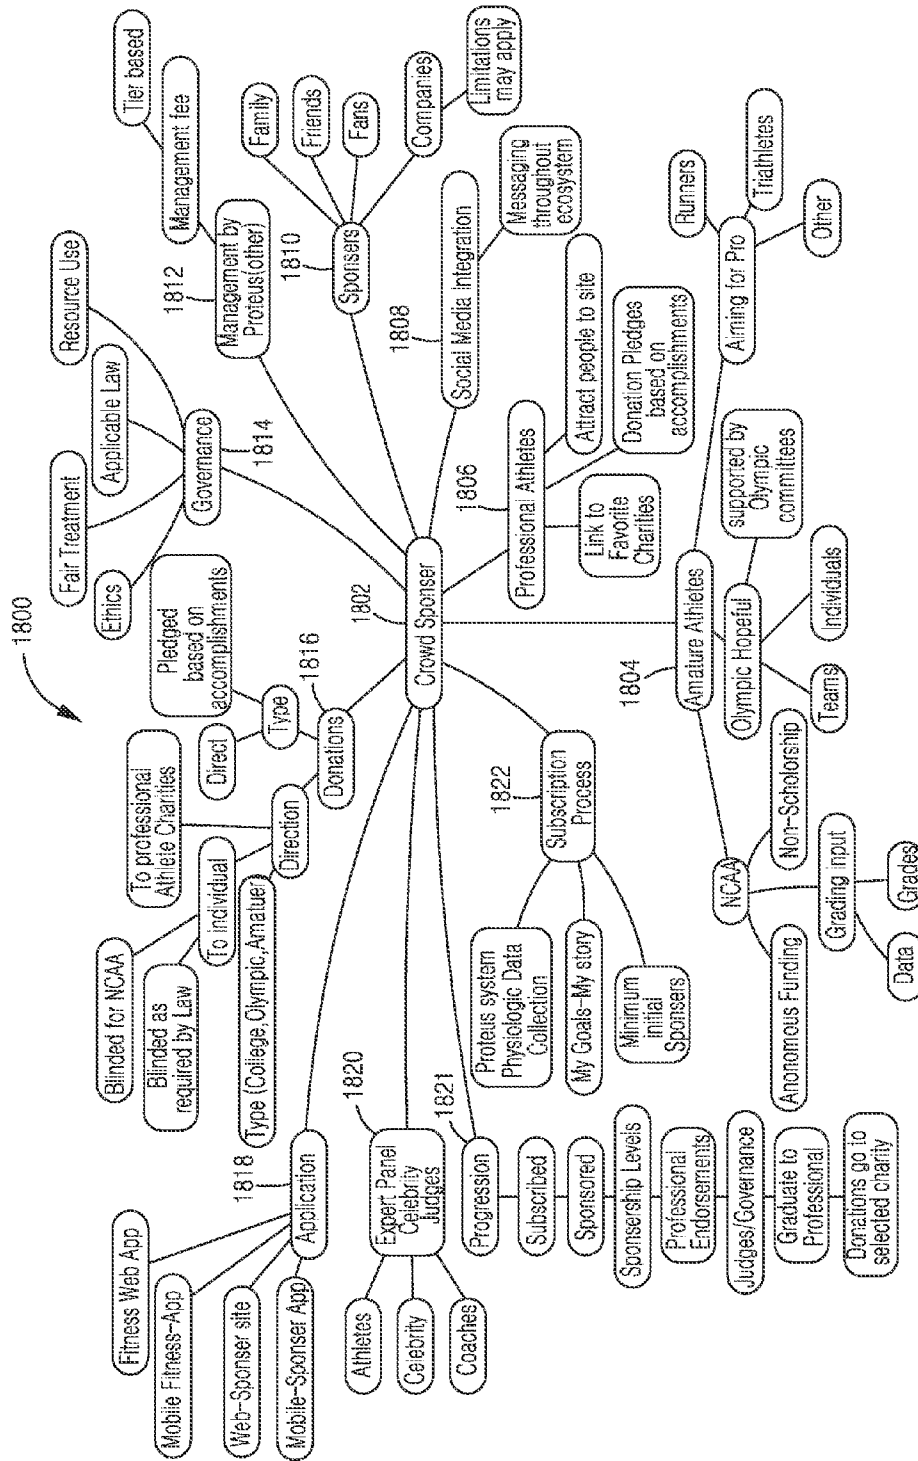 1800
Fitness Web App
Mobile Fitness-App
Web-Sponser site
Mobile-Sponser App
1818
Application
Blinded for NCAA
Blinded as
required by Law
To individual
To professional
Athlete Charities
Type (College,Olympic,Amatuer)
Direction
Direct
Pledged
based on
accomplishments
Type
Donations
1816
Ethics
Fair Treatment
Applicable Law
Resource Use
Governance
1814
Tier based
Management fee
Management by
Proteus(other)
1812
Family
Friends
Fans
Companies
Limitations
may apply
Sponsers
1810
1808
Social Media Integration
Messaging
throughout
ecosystem
1802
Crowd Sponser
1806
Professional Athletes
Attract people to site
Donation Pledges
based on
accomplishments
Link to
Favorite
Charities
Athletes
Celebrity
Coaches
Expert Panel
Celebrity
Judges
1820
1821
Progression
Subscribed
Sponsored
Sponsership Levels
Professional
Endorsements
Judges/Governance
Graduate to
Professional
Donations go to
selected charity
1822
Subscription
Process
Proteus system
Physiologic Data
Collection
My Goals-My story
Minimum
initial
Sponsers
1804
Amature Athletes
NCAA
Anonomous Funding
Non-Scholorship
Grading input
Data
Grades
Olympic Hopeful
supported by
Olympic
committees
Teams
Individuals
Aiming for Pro
Runners
Triathletes
Other